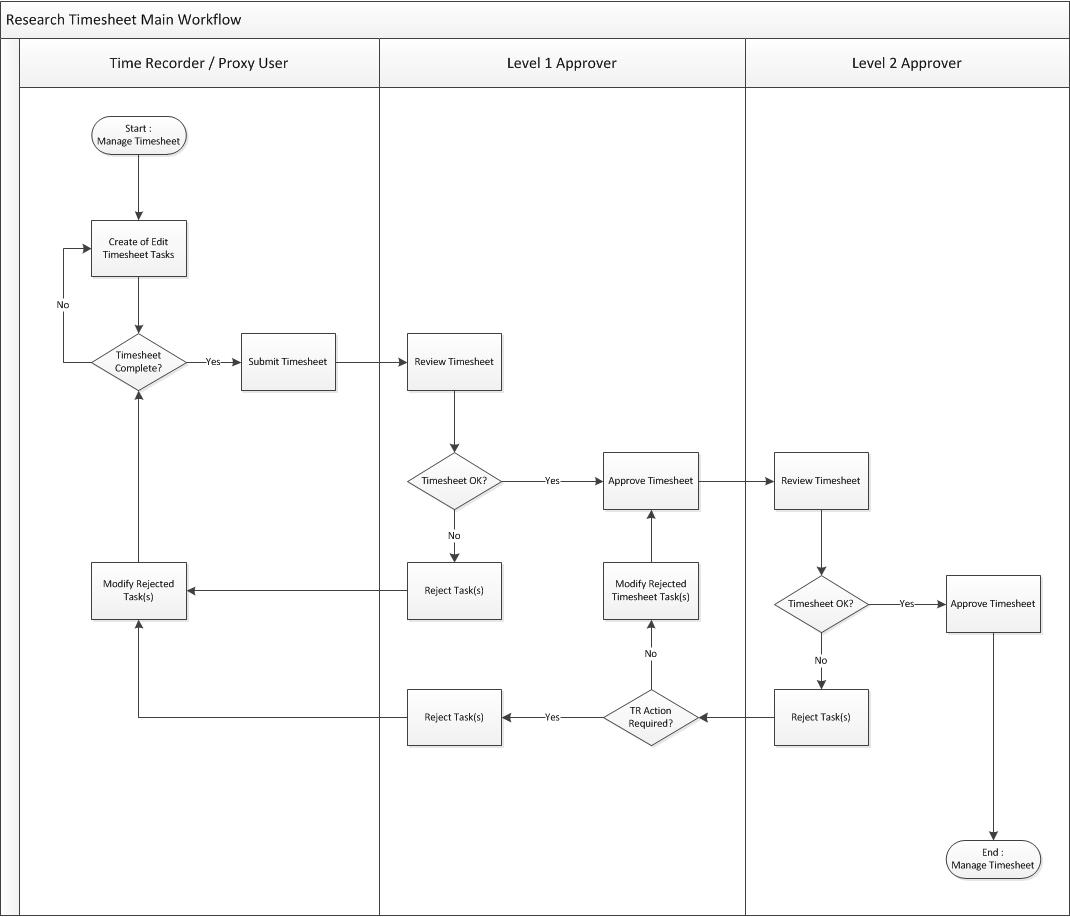 Research Timesheet Main Workflow
Time Recorder / Proxy User
Level 1 Approver
Level 2 Approver
Start :
Manage Timesheet
Create of Edit
Timesheet Tasks
No
Timesheet
Complete?
Yes
Submit Timesheet
Review Timesheet
Timesheet OK?
Yes
Approve Timesheet
Review Timesheet
No
Modify Rejected
Task(s)
Reject Task(s)
Modify Rejected
Timesheet Task(s)
Timesheet OK?
Yes
Approve Timesheet
No
No
Reject Task(s)
Yes
TR Action
Required?
Reject Task(s)
End :
Manage Timesheet